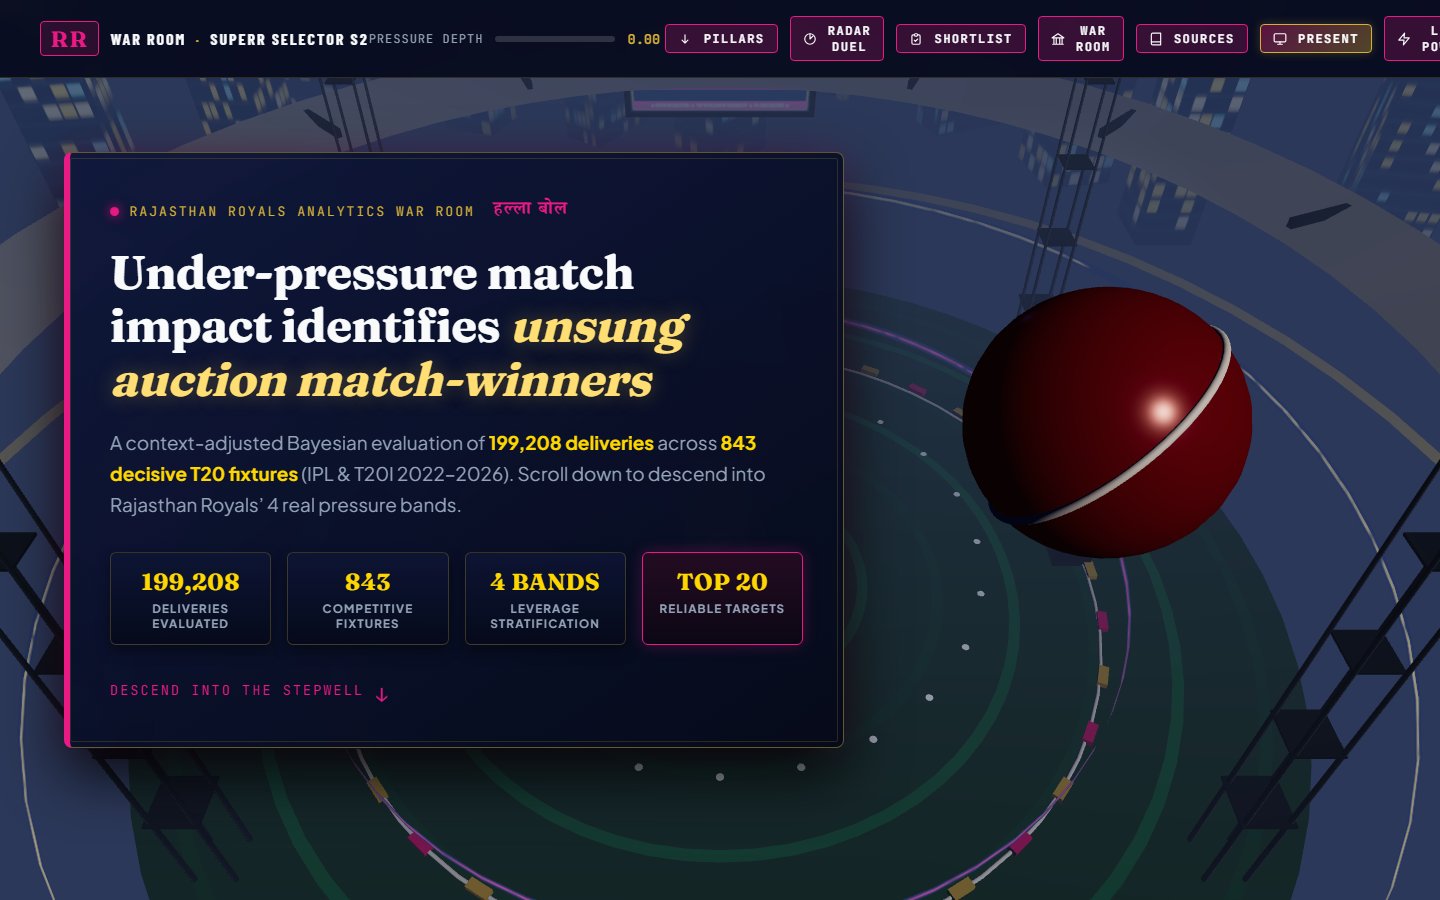 RR WAR ROOM · SUPERR SELECTOR S2 PRESSURE DEPTH 0.00 PILLARS RADAR DUEL SHORTLIST WAR ROOM SOURCES PRESENT
RAJASTHAN ROYALS ANALYTICS WAR ROOM हल्ला बोल
Under-pressure match
impact identifies unsung
auction match-winners
A context-adjusted Bayesian evaluation of 199,208 deliveries across 843
decisive T20 fixtures (IPL & T20I 2022–2026). Scroll down to descend into
Rajasthan Royals’ 4 real pressure bands.
199,208
DELIVERIES
EVALUATED
843
COMPETITIVE
FIXTURES
4 BANDS
LEVERAGE
STRATIFICATION
TOP 20
RELIABLE TARGETS
DESCEND INTO THE STEPWELL ↓